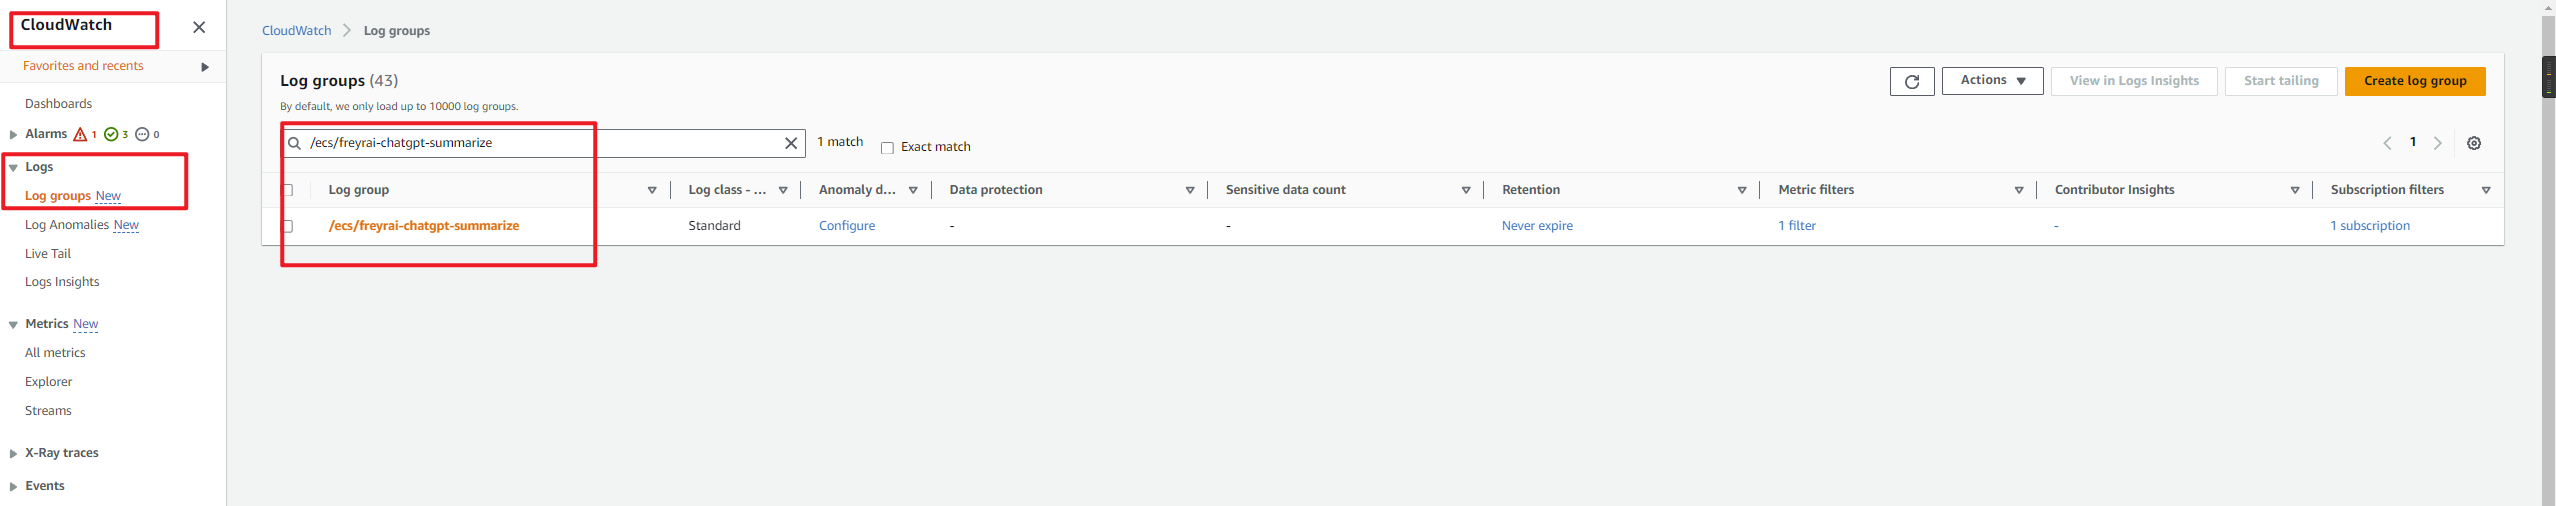 CloudWatch
Favorites and recents
Dashboards
Alarms 1 3 0
Logs
Log groups New
Log Anomalies New
Live Tail
Logs Insights
Metrics New
All metrics
Explorer
Streams
X-Ray traces
Events
CloudWatch > Log groups
Log groups (43)
Actions
View in Logs Insights
Start tailing
Create log group
By default, we only load up to 10000 log groups.
/ecs/freyrai-chatgpt-summarize
1 match
Exact match
1
Log group
Log class - ...
Anomaly d...
Data protection
Sensitive data count
Retention
Metric filters
Contributor Insights
Subscription filters
/ecs/freyrai-chatgpt-summarize
Standard
Configure
-
-
Never expire
1 filter
-
1 subscription